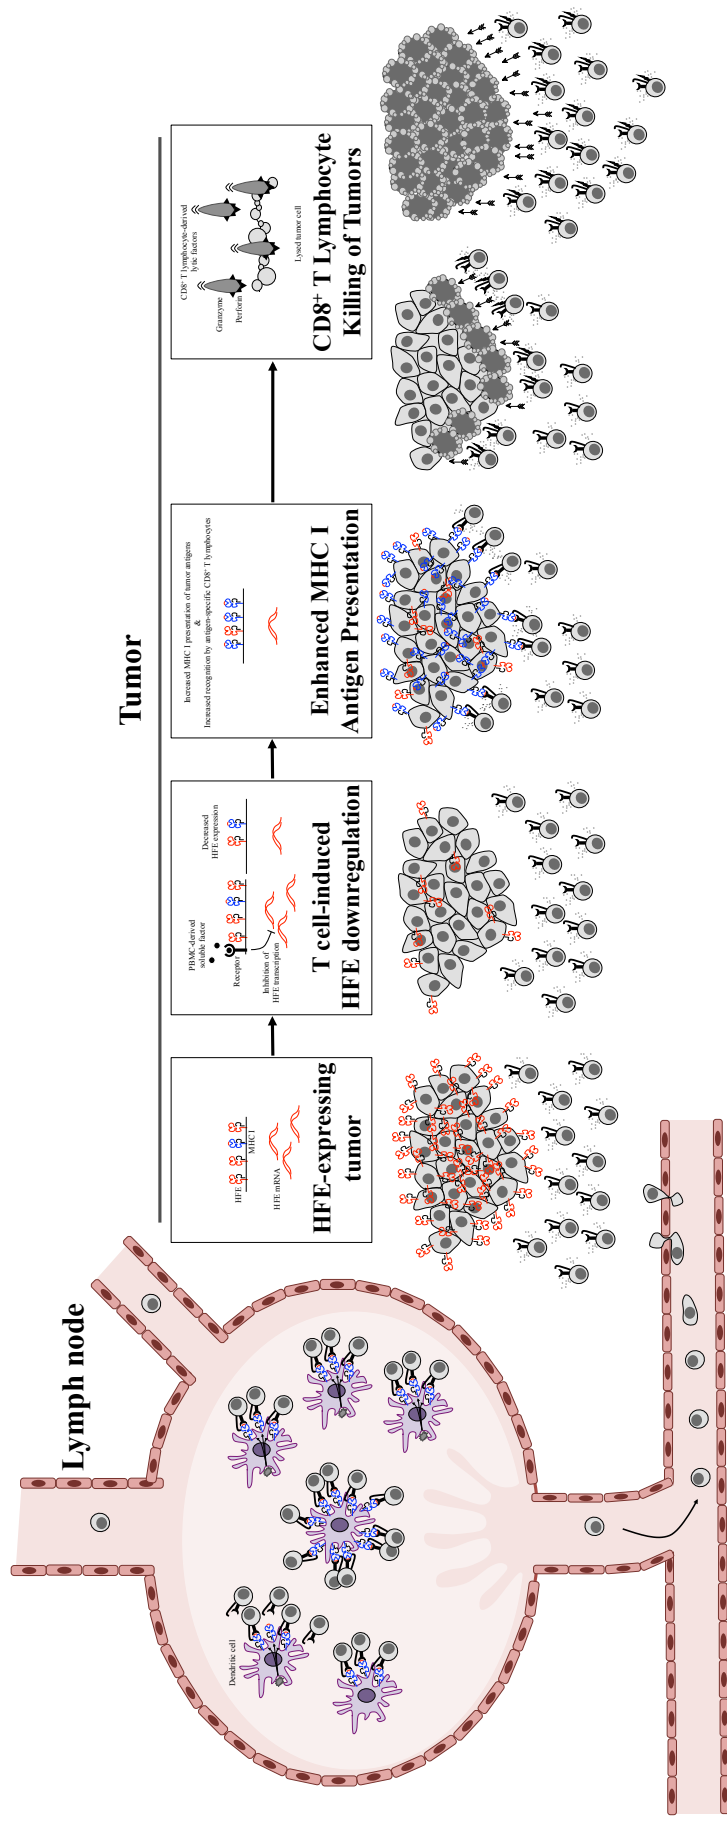 Lymph node
Dendritic cell
Tumor
HFE
MHC I
HFE mRNA
HFE-expressing
tumor
PBMC-derived
soluble factor
Receptor
Inhibition of
HFE transcription
Decreased
HFE expression
T cell-induced
HFE downregulation
Increased MHC I presentation of tumor antigens
&
Increased recognition by antigen-specific CD8⁺ T lymphocytes
Enhanced MHC I
Antigen Presentation
CD8⁺ T lymphocyte-derived
lytic factors
Granzyme
Perforin
Lysed tumor cell
CD8⁺ T Lymphocyte
Killing of Tumors